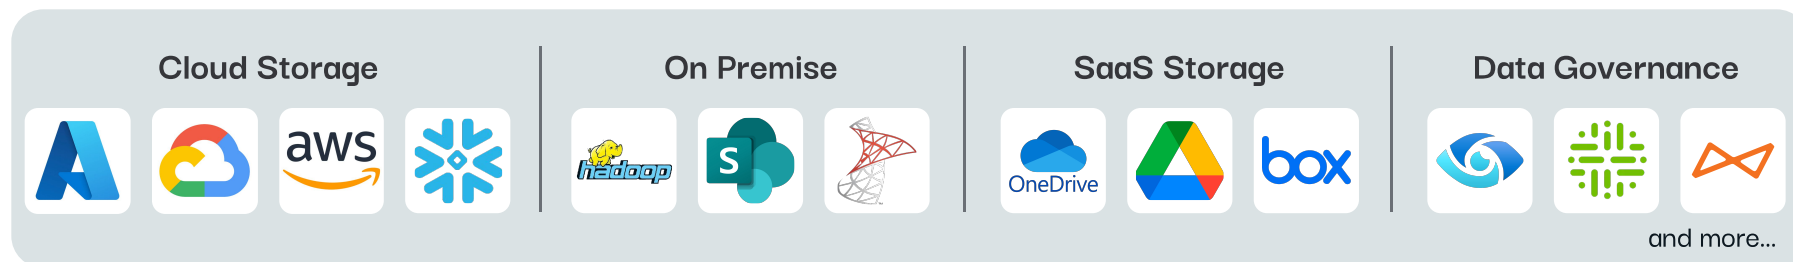 Cloud Storage
On Premise
SaaS Storage
Data Governance
aws
hadoop
S
OneDrive
box
and more...